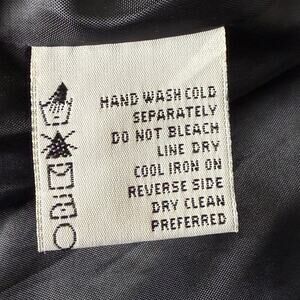 HAND WASH COLD
SEPARATELY
DO NOT BLEACH
LINE DRY
COOL IRON ON
REVERSE SIDE
DRY CLEAN
PREFERRED